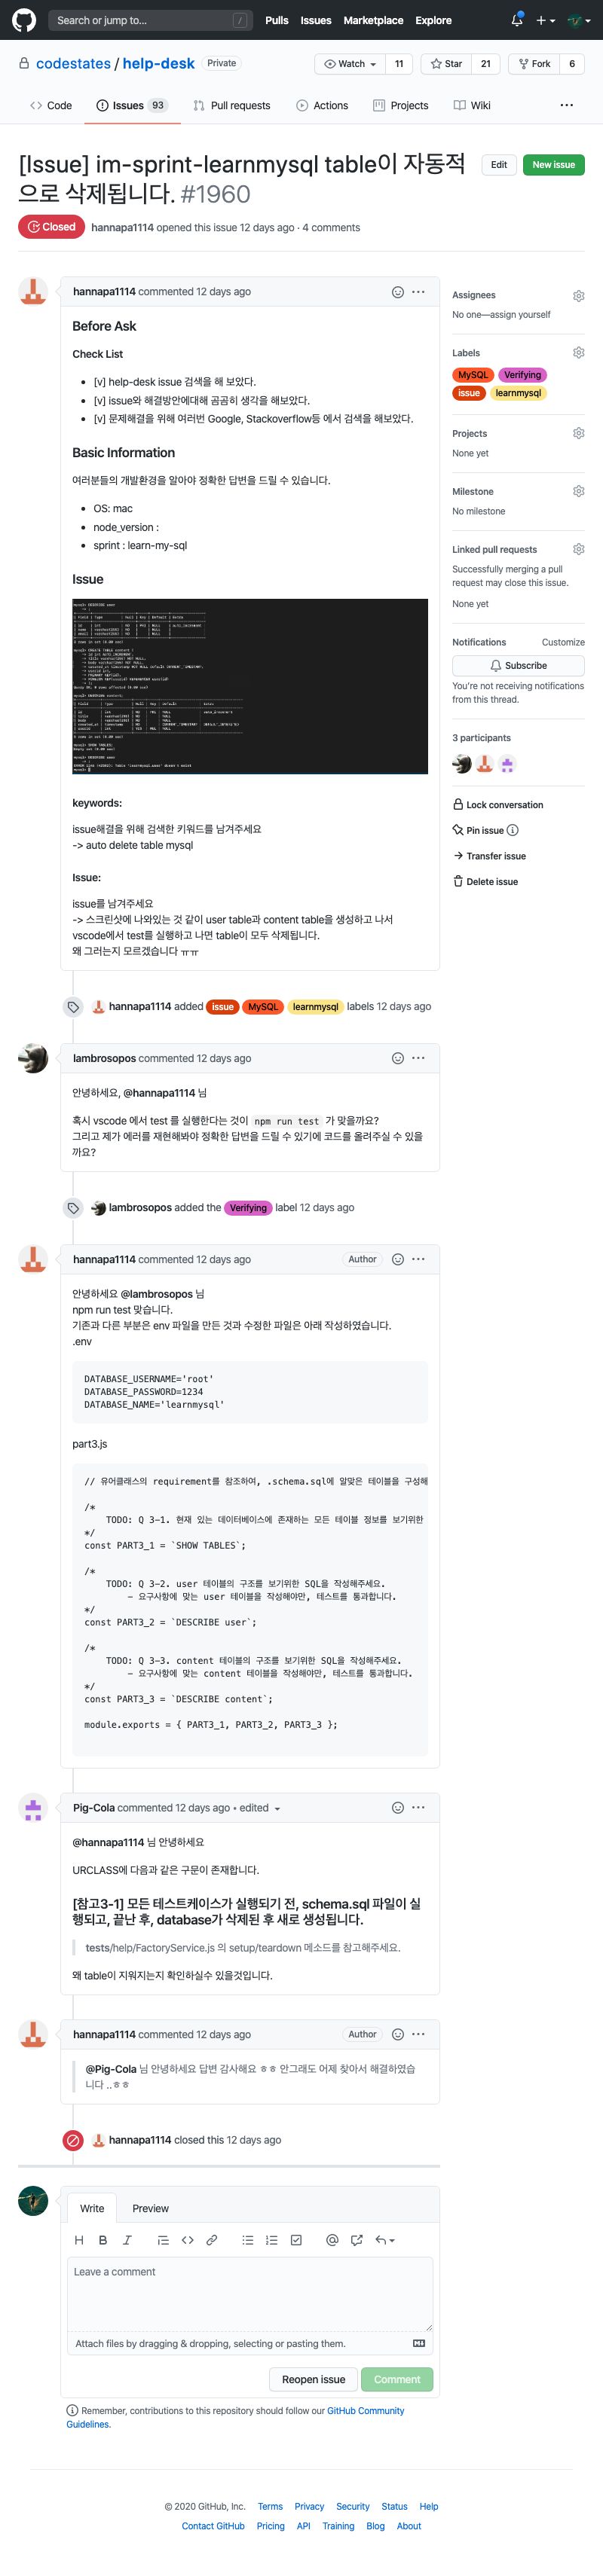 Search or jump to...
/
Pulls Issues Marketplace Explore
codestates / help-desk Private
Watch 11 Star 21 Fork 6
Code Issues 93 Pull requests Actions Projects Wiki
[Issue] im-sprint-learnmysql table이 자동적
으로 삭제됩니다. #1960
Edit New issue
Closed hannapa1114 opened this issue 12 days ago · 4 comments
hannapa1114 commented 12 days ago
Before Ask
Check List
[v] help-desk issue 검색을 해 보았다.
[v] issue와 해결방안에대해 곰곰히 생각을 해보았다.
[v] 문제해결을 위해 여러번 Google, Stackoverflow등 에서 검색을 해보았다.
Basic Information
여러분들의 개발환경을 알아야 정확한 답변을 드릴 수 있습니다.
OS: mac
node_version :
sprint : learn-my-sql
Issue
keywords:
issue해결을 위해 검색한 키워드를 남겨주세요
-> auto delete table mysql
Issue:
issue를 남겨주세요
-> 스크린샷에 나와있는 것 같이 user table과 content table을 생성하고 나서
vscode에서 test를 실행하고 나면 table이 모두 삭제됩니다.
왜 그러는지 모르겠습니다 ㅠㅠ
Assignees
No one—assign yourself
Labels
MySQL Verifying
issue learnmysql
Projects
None yet
Milestone
No milestone
Linked pull requests
Successfully merging a pull
request may close this issue.
None yet
Notifications Customize
Subscribe
You're not receiving notifications
from this thread.
3 participants
Lock conversation
Pin issue
Transfer issue
Delete issue
hannapa1114 added issue MySQL learnmysql labels 12 days ago
lambrosopos commented 12 days ago
안녕하세요, @hannapa1114 님
혹시 vscode 에서 test 를 실행한다는 것이 npm run test 가 맞을까요?
그리고 제가 에러를 재현해봐야 정확한 답변을 드릴 수 있기에 코드를 올려주실 수 있을
까요?
lambrosopos added the Verifying label 12 days ago
hannapa1114 commented 12 days ago Author
안녕하세요 @lambrosopos 님
npm run test 맞습니다.
기존과 다른 부분은 env 파일을 만든 것과 수정한 파일은 아래 작성하였습니다.
.env
DATABASE_USERNAME='root'
DATABASE_PASSWORD=1234
DATABASE_NAME='learnmysql'
part3.js
// 유어클래스의 requirement를 참조하여, .schema.sql에 알맞은 테이블을 구성해
/*
TODO: Q 3-1. 현재 있는 데이터베이스에 존재하는 모든 테이블 정보를 보기위한
*/
const PART3_1 = `SHOW TABLES`;
/*
TODO: Q 3-2. user 테이블의 구조를 보기위한 SQL을 작성해주세요.
- 요구사항에 맞는 user 테이블을 작성해야만, 테스트를 통과합니다.
*/
const PART3_2 = `DESCRIBE user`;
/*
TODO: Q 3-3. content 테이블의 구조를 보기위한 SQL을 작성해주세요.
- 요구사항에 맞는 content 테이블을 작성해야만, 테스트를 통과합니다.
*/
const PART3_3 = `DESCRIBE content`;
module.exports = { PART3_1, PART3_2, PART3_3 };
Pig-Cola commented 12 days ago • edited
@hannapa1114 님 안녕하세요
URCLASS에 다음과 같은 구문이 존재합니다.
[참고3-1] 모든 테스트케이스가 실행되기 전, schema.sql 파일이 실
행되고, 끝난 후, database가 삭제된 후 새로 생성됩니다.
tests/help/FactoryService.js 의 setup/teardown 메소드를 참고해주세요.
왜 table이 지워지는지 확인하실수 있을것입니다.
hannapa1114 commented 12 days ago Author
@Pig-Cola 님 안녕하세요 답변 감사해요 ㅎㅎ 안그래도 어제 찾아서 해결하였습
니다 ..ㅎㅎ
hannapa1114 closed this 12 days ago
Write Preview
Leave a comment
Attach files by dragging & dropping, selecting or pasting them.
Reopen issue Comment
Remember, contributions to this repository should follow our GitHub Community
Guidelines.
© 2020 GitHub, Inc. Terms Privacy Security Status Help
Contact GitHub Pricing API Training Blog About